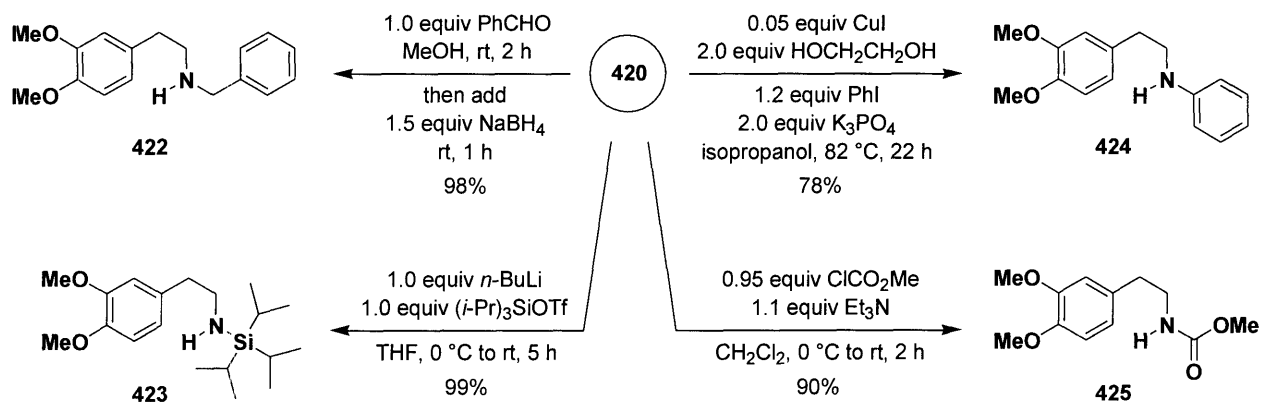 MeO
MeO
H
N
422
1.0 equiv PhCHO
MeOH, rt, 2 h
then add
1.5 equiv NaBH4
rt, 1 h
98%
420
0.05 equiv CuI
2.0 equiv HOCH2CH2OH
1.2 equiv PhI
2.0 equiv K3PO4
isopropanol, 82 °C, 22 h
78%
MeO
MeO
H
N
424
MeO
MeO
H
N
Si
423
1.0 equiv n-BuLi
1.0 equiv (i-Pr)3SiOTf
THF, 0 °C to rt, 5 h
99%
0.95 equiv ClCO2Me
1.1 equiv Et3N
CH2Cl2, 0 °C to rt, 2 h
90%
MeO
MeO
H
N
OMe
O
425